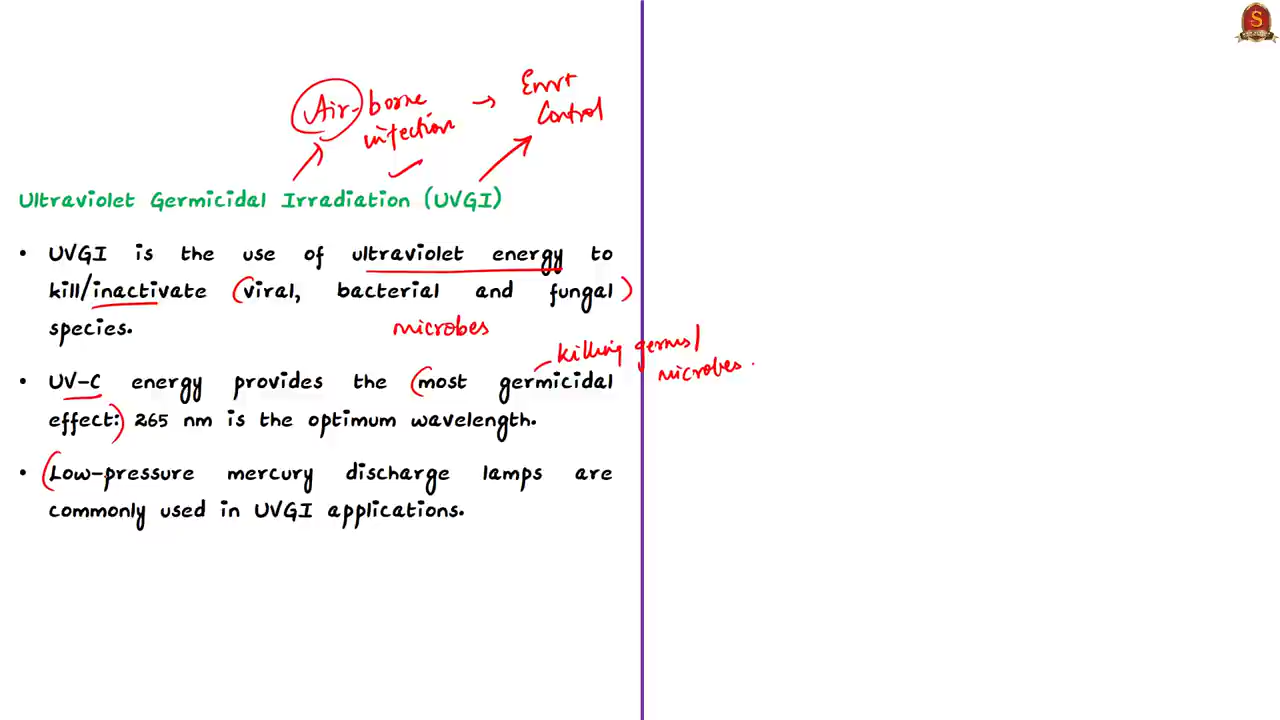 Envt
Air-borne → Control
infection
Ultraviolet Germicidal Irradiation (UVGI)
• UVGI is the use of ultraviolet energy to
kill/inactivate (viral, bacterial and fungal)
species.
microbes
killing germs/
microbes.
• UV-C energy provides the (most germicidal
effect:) 265 nm is the optimum wavelength.
• (Low-pressure mercury discharge lamps are
commonly used in UVGI applications.
S